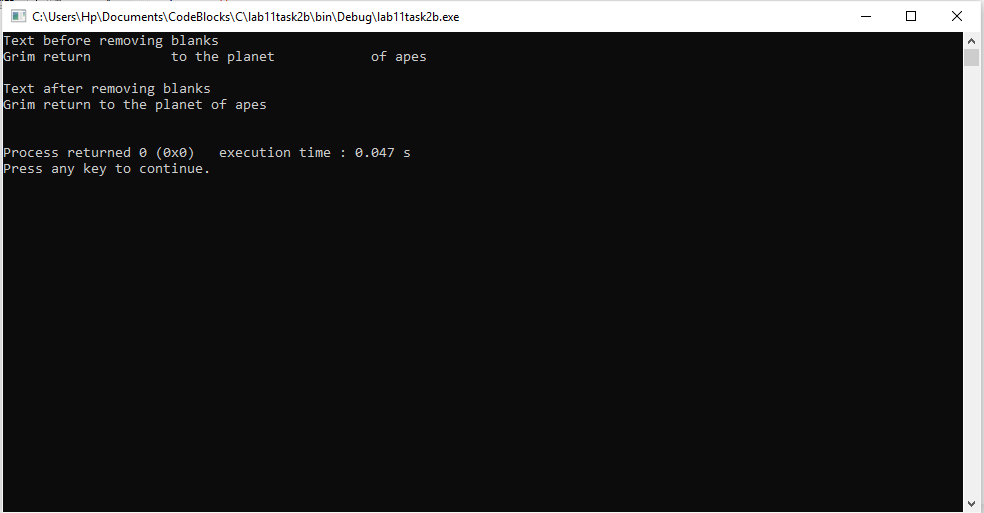 C:\Users\Hp\Documents\CodeBlocks\C\lab11task2b\bin\Debug\lab11task2b.exe
Text before removing blanks
Grim return          to the planet            of apes
Text after removing blanks
Grim return to the planet of apes
Process returned 0 (0x0)   execution time : 0.047 s
Press any key to continue.